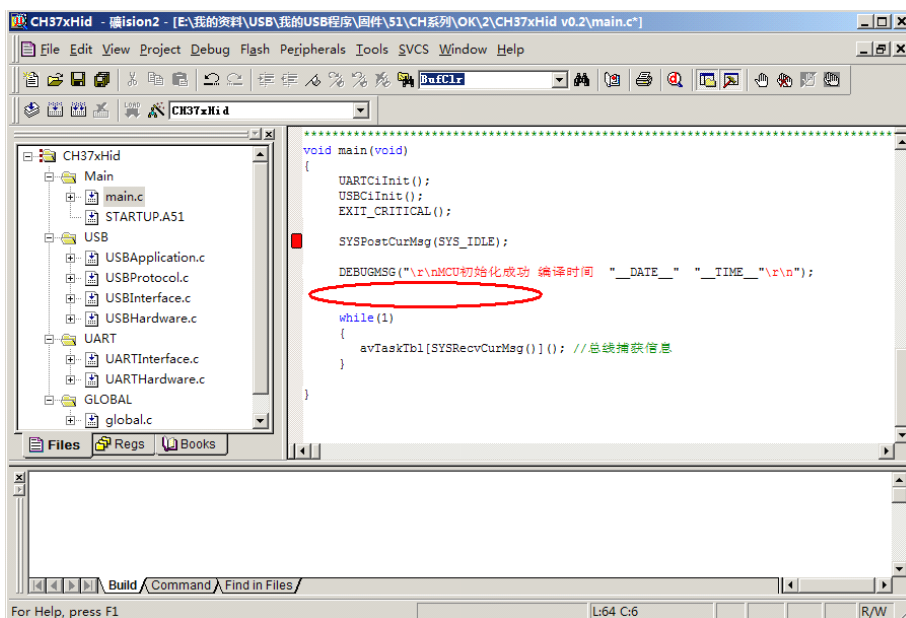 CH37xHid - 礦ision2 - [E:\我的资料\USB\我的USB程序\固件\51\CH系列\OK\2\CH37xHid v0.2\main.c*]
File Edit View Project Debug Flash Peripherals Tools SVCS Window Help
BufClr
LOAD CH37xHid
CH37xHid
Main
main.c
STARTUP.A51
USB
USBApplication.c
USBProtocol.c
USBInterface.c
USBHardware.c
UART
UARTInterface.c
UARTHardware.c
GLOBAL
global.c
Files Regs Books
void main(void)
{
UARTCiInit();
USBCiInit();
EXIT_CRITICAL();
SYSPostCurMsg(SYS_IDLE);
DEBUGMSG("\r\nMCU初始化成功 编译时间 "__DATE__" "__TIME__"\r\n");
while(1)
{
avTaskTbl[SYSRecvCurMsg()](); //总线捕获信息
}
}
Build Command Find in Files
For Help, press F1 L:64 C:6 R/W